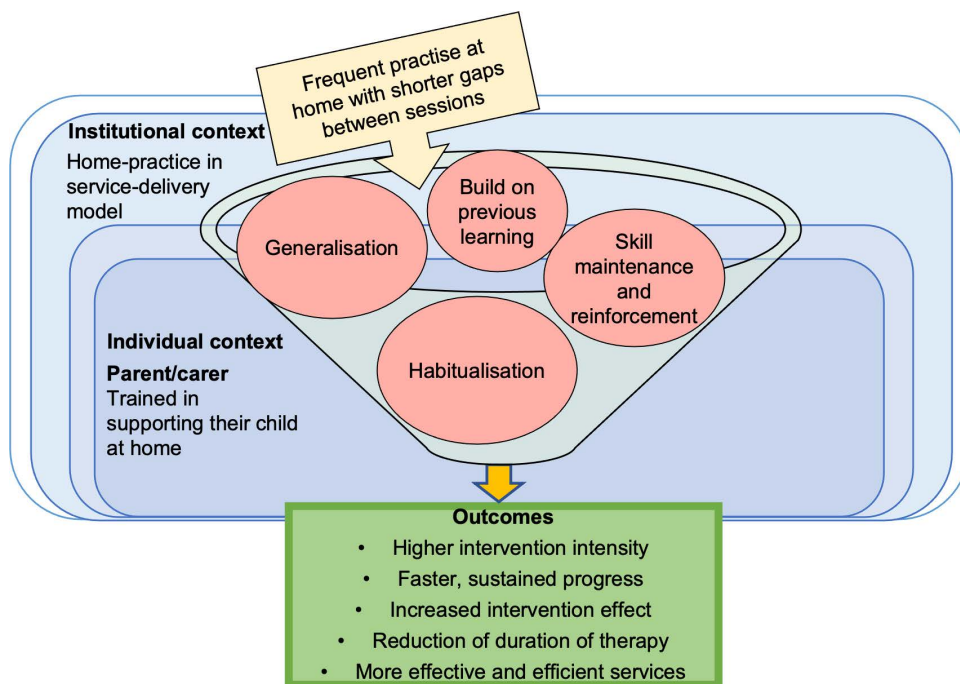 Frequent practise at
home with shorter gaps
between sessions
Institutional context
Home-practice in
service-delivery
model
Generalisation
Build on
previous
learning
Skill
maintenance
and
reinforcement
Habitualisation
Individual context
Parent/carer
Trained in
supporting their child
at home
Outcomes
• Higher intervention intensity
• Faster, sustained progress
• Increased intervention effect
• Reduction of duration of therapy
• More effective and efficient services